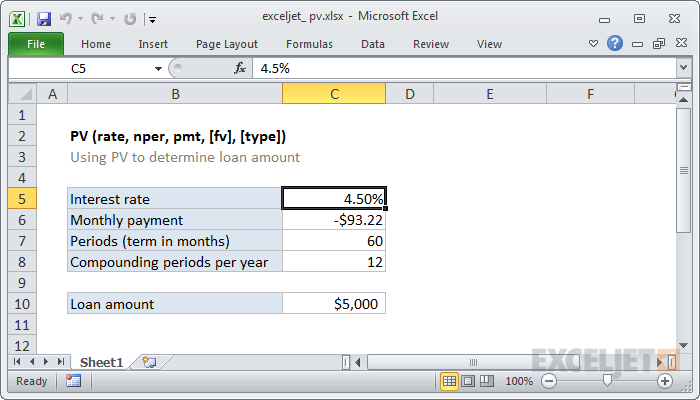 exceljet_ pv.xlsx - Microsoft Excel
File Home Insert Page Layout Formulas Data Review View
C5 fx 4.5%
A B C D E F
1
2 PV (rate, nper, pmt, [fv], [type])
3 Using PV to determine loan amount
4
5 Interest rate 4.50%
6 Monthly payment -$93.22
7 Periods (term in months) 60
8 Compounding periods per year 12
9
10 Loan amount $5,000
11
12
Sheet1
EXCELJET
Ready 100%